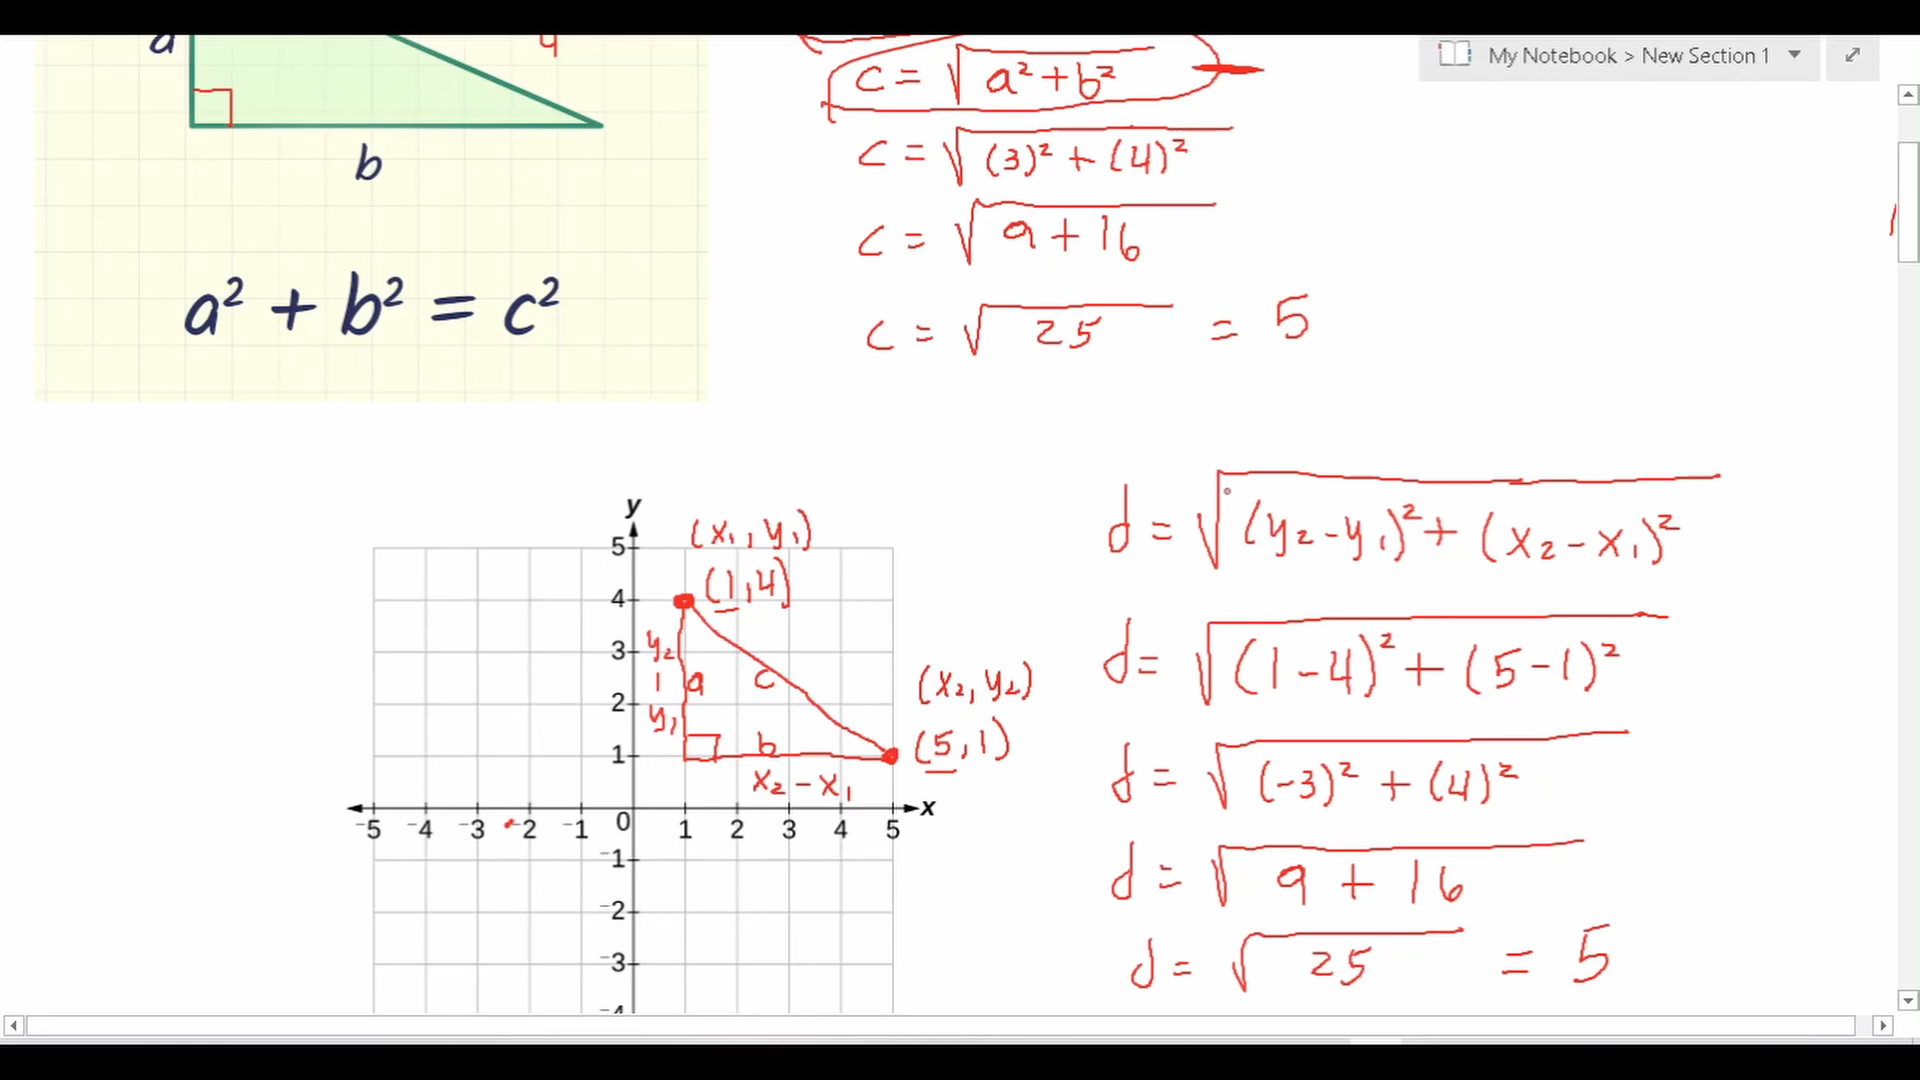 My Notebook > New Section 1
a
4
b
a² + b² = c²
c = √a² + b²
c = √(3)² + (4)²
c = √9 + 16
c = √25 = 5
y
(x₁, y₁)
(1,4)
5
4
3
2
1
0
y₂
|
y₁
a
c
b
x₂ - x₁
(x₂, y₂)
(5,1)
x
-5 -4 -3 -2 -1 1 2 3 4 5
-1
-2
-3
-4
d = √(y₂ - y₁)² + (x₂ - x₁)²
d = √(1 - 4)² + (5 - 1)²
d = √(-3)² + (4)²
d = √9 + 16
d = √25 = 5